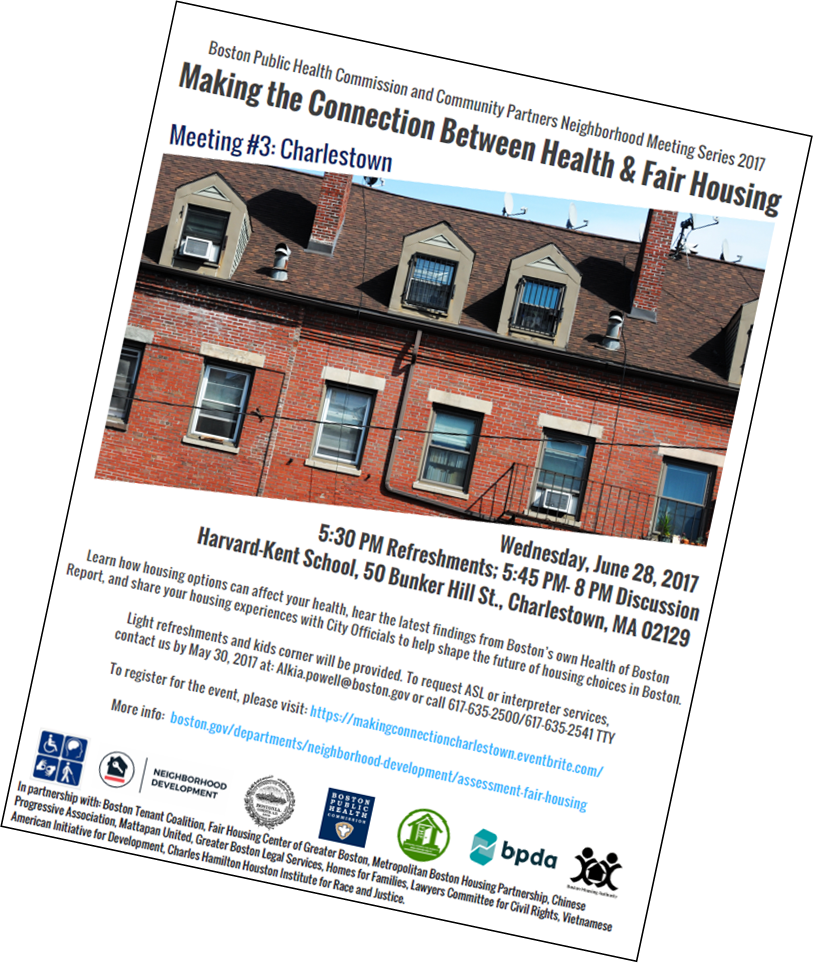 Boston Public Health Commission and Community Partners Neighborhood Meeting Series 2017
Making the Connection Between Health & Fair Housing
Meeting #3: Charlestown
Wednesday, June 28, 2017
5:30 PM Refreshments; 5:45 PM- 8 PM Discussion
Harvard-Kent School, 50 Bunker Hill St., Charlestown, MA 02129
Learn how housing options can affect your health, hear the latest findings from Boston's own Health of Boston
Report, and share your housing experiences with City Officials to help shape the future of housing choices in Boston.
Light refreshments and kids corner will be provided. To request ASL or interpreter services,
contact us by May 30, 2017 at: Alkia.powell@boston.gov or call 617-635-2500/617-635-2541 TTY
To register for the event, please visit: https://makingconnectioncharlestown.eventbrite.com/
More info: boston.gov/departments/neighborhood-development/assessment-fair-housing
NEIGHBORHOOD
DEVELOPMENT
BOSTON
PUBLIC
HEALTH
COMMISSION
bpda
Boston Housing Authority
In partnership with: Boston Tenant Coalition, Fair Housing Center of Greater Boston, Metropolitan Boston Housing Partnership, Chinese
Progressive Association, Mattapan United, Greater Boston Legal Services, Homes for Families, Lawyers Committee for Civil Rights, Vietnamese
American Initiative for Development, Charles Hamilton Houston Institute for Race and Justice.